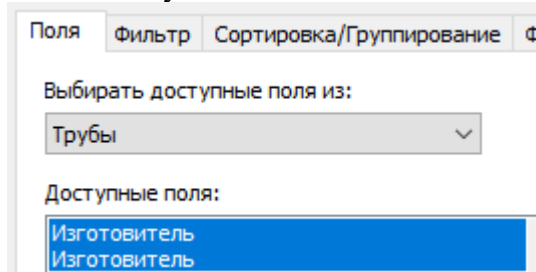 Поля Фильтр Сортировка/Группирование
Выбирать доступные поля из:
Трубы
Доступные поля:
Изготовитель
Изготовитель